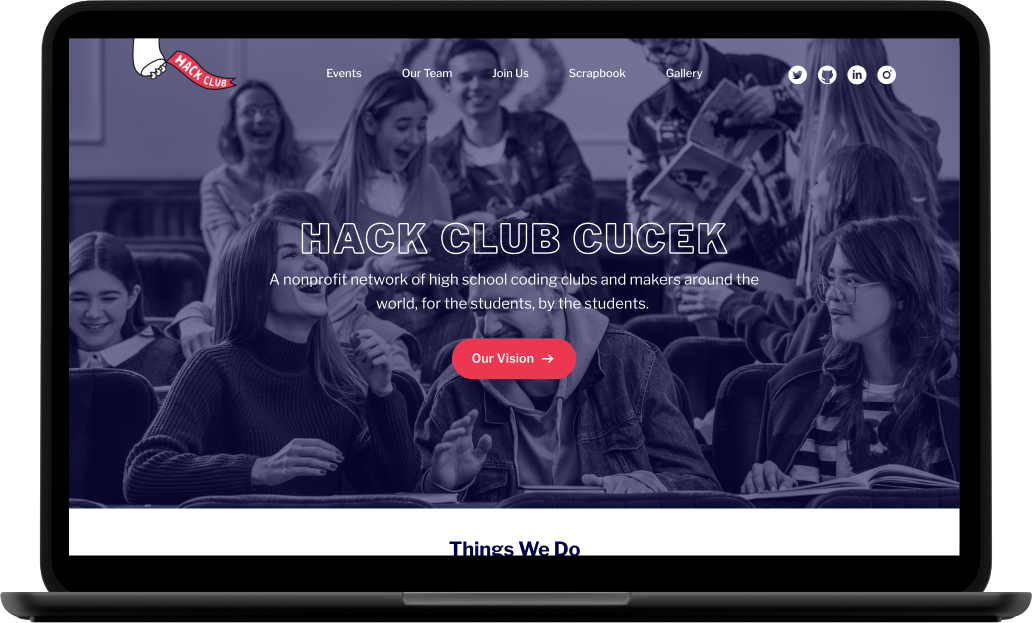 HACK CLUB
Events
Our Team
Join Us
Scrapbook
Gallery
in
HACK CLUB CUCEK
A nonprofit network of high school coding clubs and makers around the
world, for the students, by the students.
Our Vision →
Things We Do